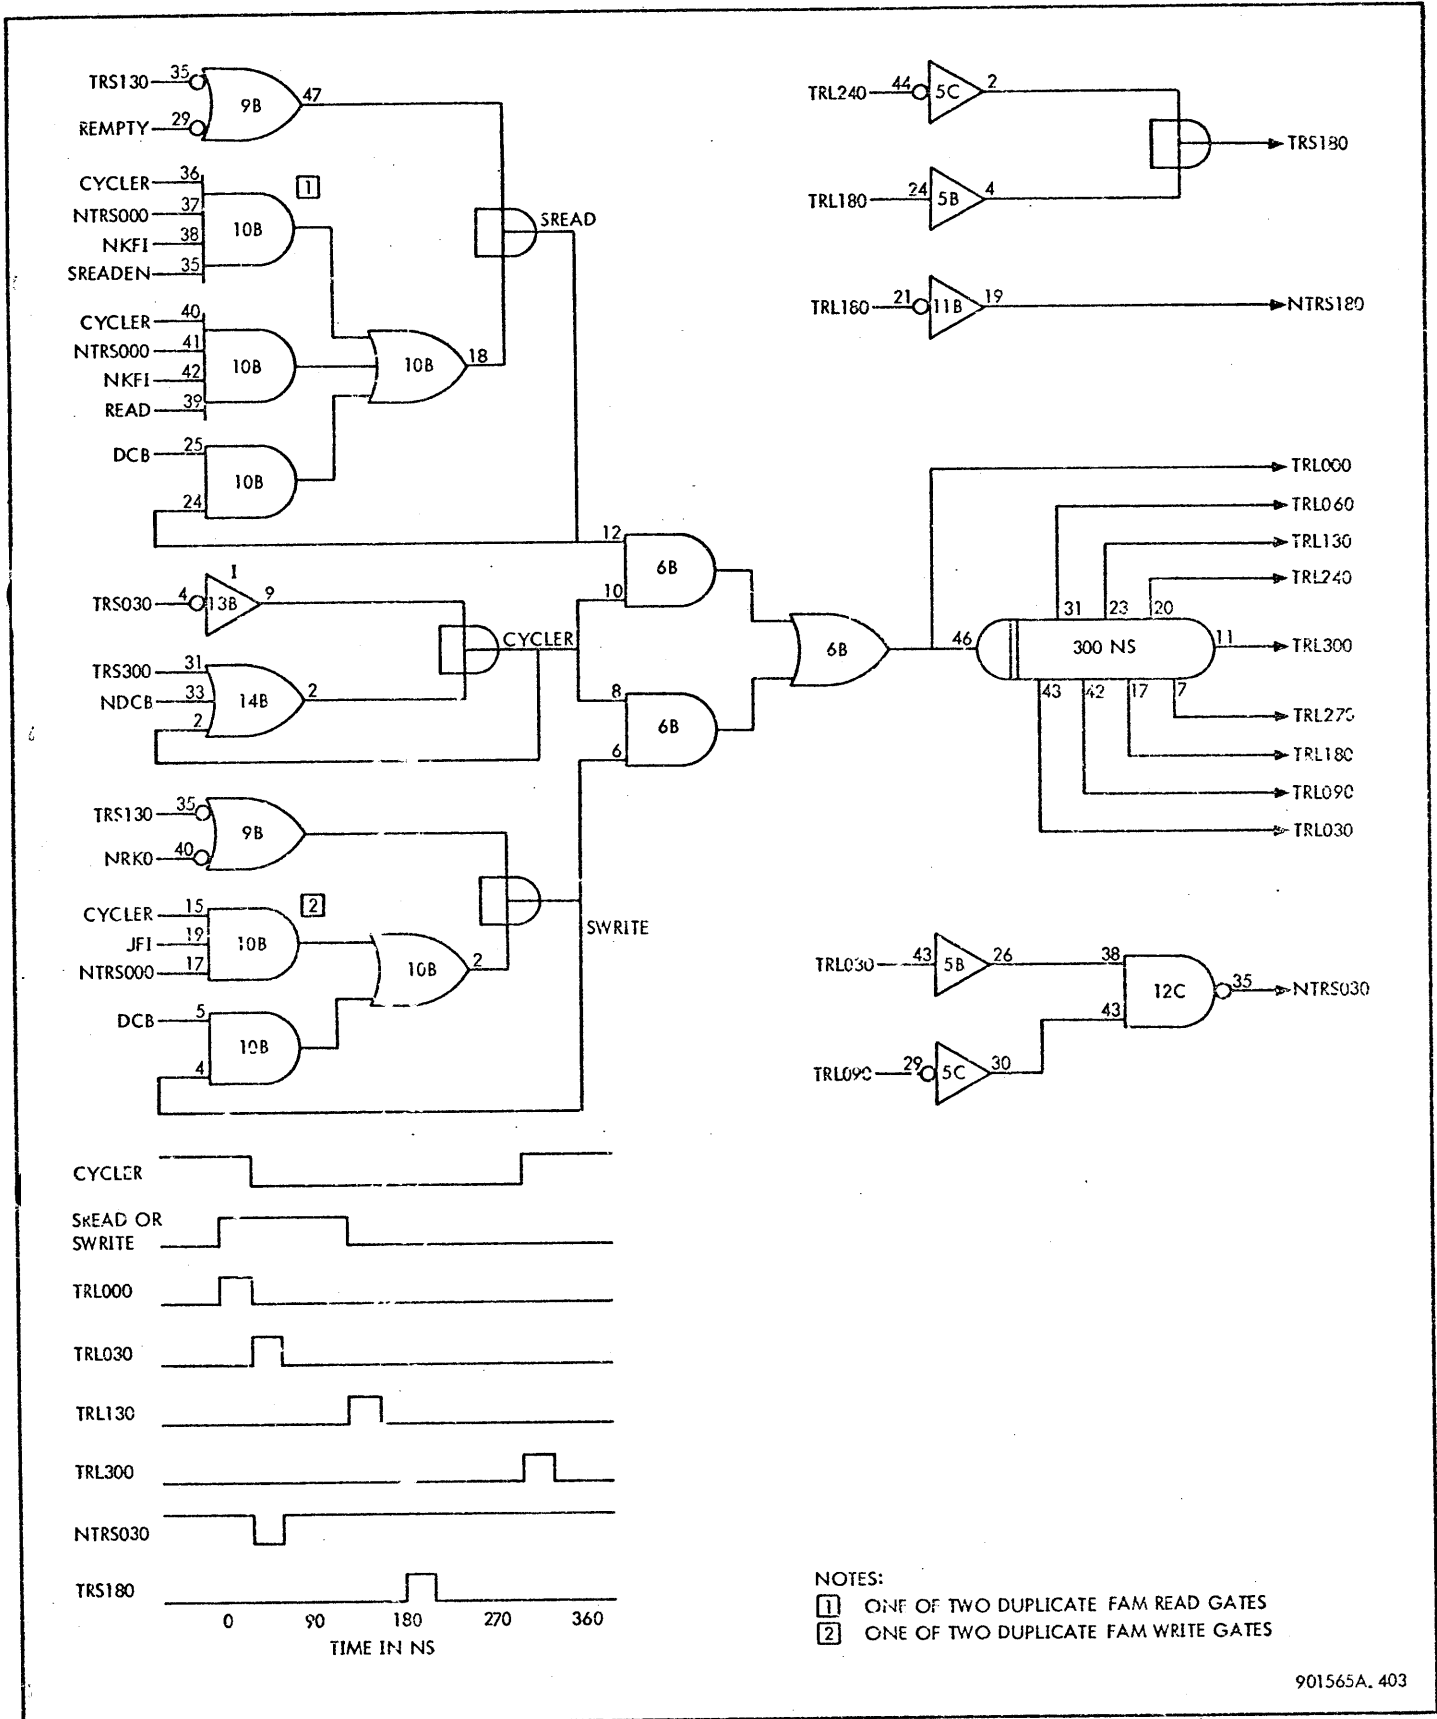 TRS130 35
REMPTY 29
9B 47
CYCLER 36
NTRS000 37
NKFI 38
SREADEN 35
10B
1
CYCLER 40
NTRS000 41
NKFI 42
READ 39
10B
10B 18
DCB 25
24
10B
SREAD
TRS030 4
I
13B 9
TRS300 31
NDCB 33
2
14B 2
CYCLER
12
10
6B
8
6
6B
6B
TRS130 35
NRK0 40
9B
CYCLER 15
JFI 19
NTRS000 17
10B
2
10B 2
DCB 5
4
10B
SWRITE
TRL240 44 5C 2
TRL180 24 5B 4
TRS180
TRL180 21 11B 19 NTRS180
TRL000
TRL060
TRL130
TRL240
31 23 20
46 300 NS 11 TRL300
43 42 17 7
TRL270
TRL180
TRL090
TRL030
TRL030 43 5B 26 38
12C 35 NTRS030
43
TRL090 29 5C 30
CYCLER
SREAD OR
SWRITE
TRL000
TRL030
TRL130
TRL300
NTRS030
TRS180
0 90 180 270 360
TIME IN NS
NOTES:
1 ONE OF TWO DUPLICATE FAM READ GATES
2 ONE OF TWO DUPLICATE FAM WRITE GATES
901565A. 403